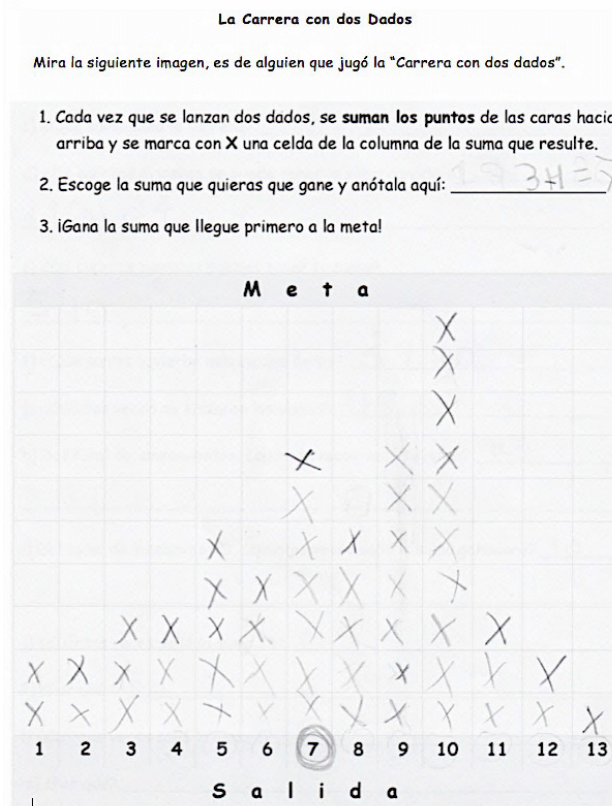 La Carrera con dos Dados
Mira la siguiente imagen, es de alguien que jugó la "Carrera con dos dados".
1. Cada vez que se lanzan dos dados, se suman los puntos de las caras hacia
arriba y se marca con X una celda de la columna de la suma que resulte.
2. Escoge la suma que quieras que gane y anótala aquí: 3+4=
3. ¡Gana la suma que llegue primero a la meta!
M e t a
X
X
X
X X X
X X X
X X X X X
X X X X X X
X X X X X X X X X
X X X X X X X X X X X X
X X X X X X X X X X X X X
1 2 3 4 5 6 7 8 9 10 11 12 13
S a l i d a